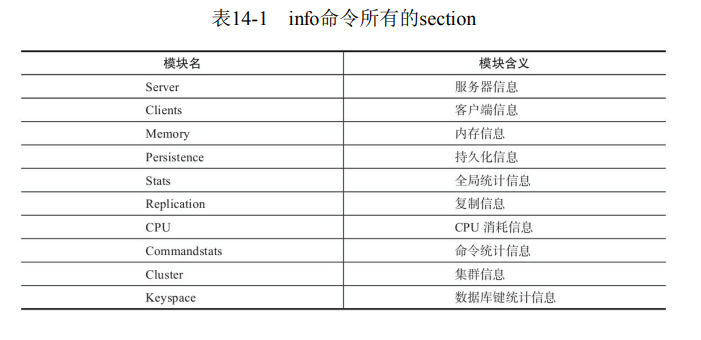 表14-1 info命令所有的section
模块名 模块含义
Server 服务器信息
Clients 客户端信息
Memory 内存信息
Persistence 持久化信息
Stats 全局统计信息
Replication 复制信息
CPU CPU 消耗信息
Commandstats 命令统计信息
Cluster 集群信息
Keyspace 数据库键统计信息